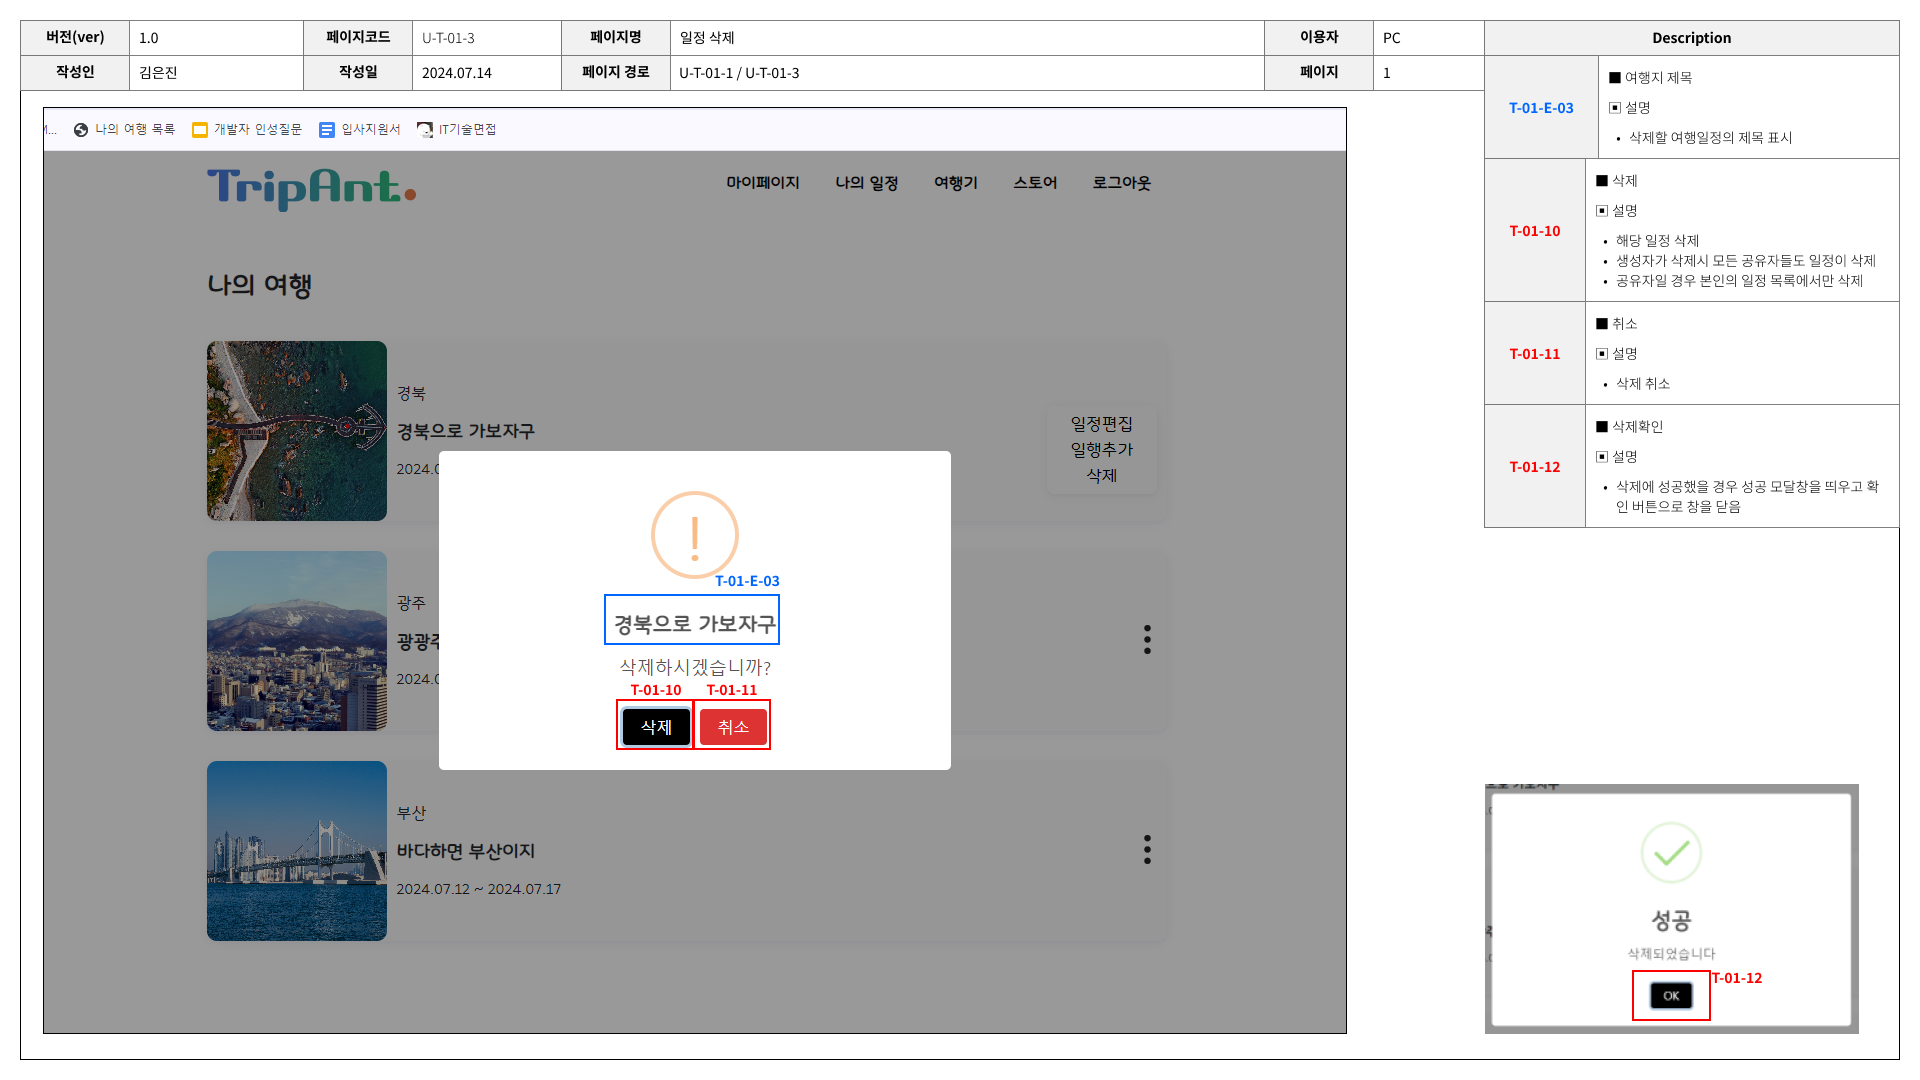 버전(ver) 1.0 페이지코드 U-T-01-3 페이지명 일정 삭제 이용자 PC Description
작성인 김은진 작성일 2024.07.14 페이지 경로 U-T-01-1 / U-T-01-3 페이지 1
M... 나의 여행 목록 개발자 인성질문 입사지원서 IT기술면접
TripAnt.
마이페이지 나의 일정 여행기 스토어 로그아웃
나의 여행
경북
경북으로 가보자구
2024.0
일정편집
일행추가
삭제
광주
광광주
2024.0
부산
바다하면 부산이지
2024.07.12 ~ 2024.07.17
!
T-01-E-03
경북으로 가보자구
삭제하시겠습니까?
T-01-10 T-01-11
삭제 취소
T-01-E-03
■ 여행지 제목
▣ 설명
• 삭제할 여행일정의 제목 표시
T-01-10
■ 삭제
▣ 설명
• 해당 일정 삭제
• 생성자가 삭제시 모든 공유자들도 일정이 삭제
• 공유자일 경우 본인의 일정 목록에서만 삭제
T-01-11
■ 취소
▣ 설명
• 삭제 취소
T-01-12
■ 삭제확인
▣ 설명
• 삭제에 성공했을 경우 성공 모달창을 띄우고 확
인 버튼으로 창을 닫음
성공
삭제되었습니다
T-01-12
OK